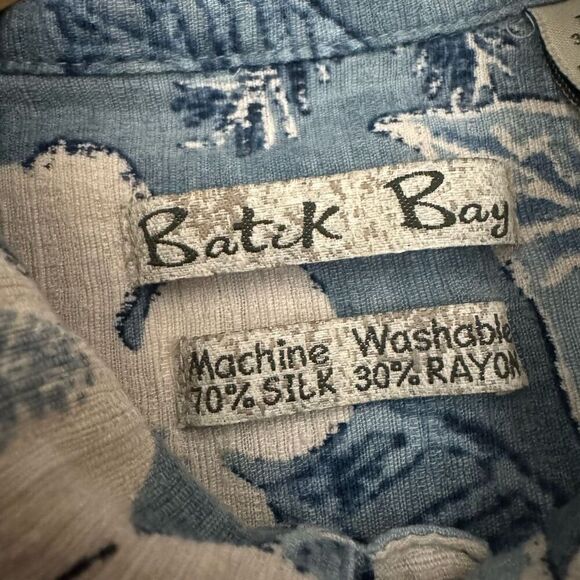 Batik Bay
Machine Washable
70% SILK 30% RAYON